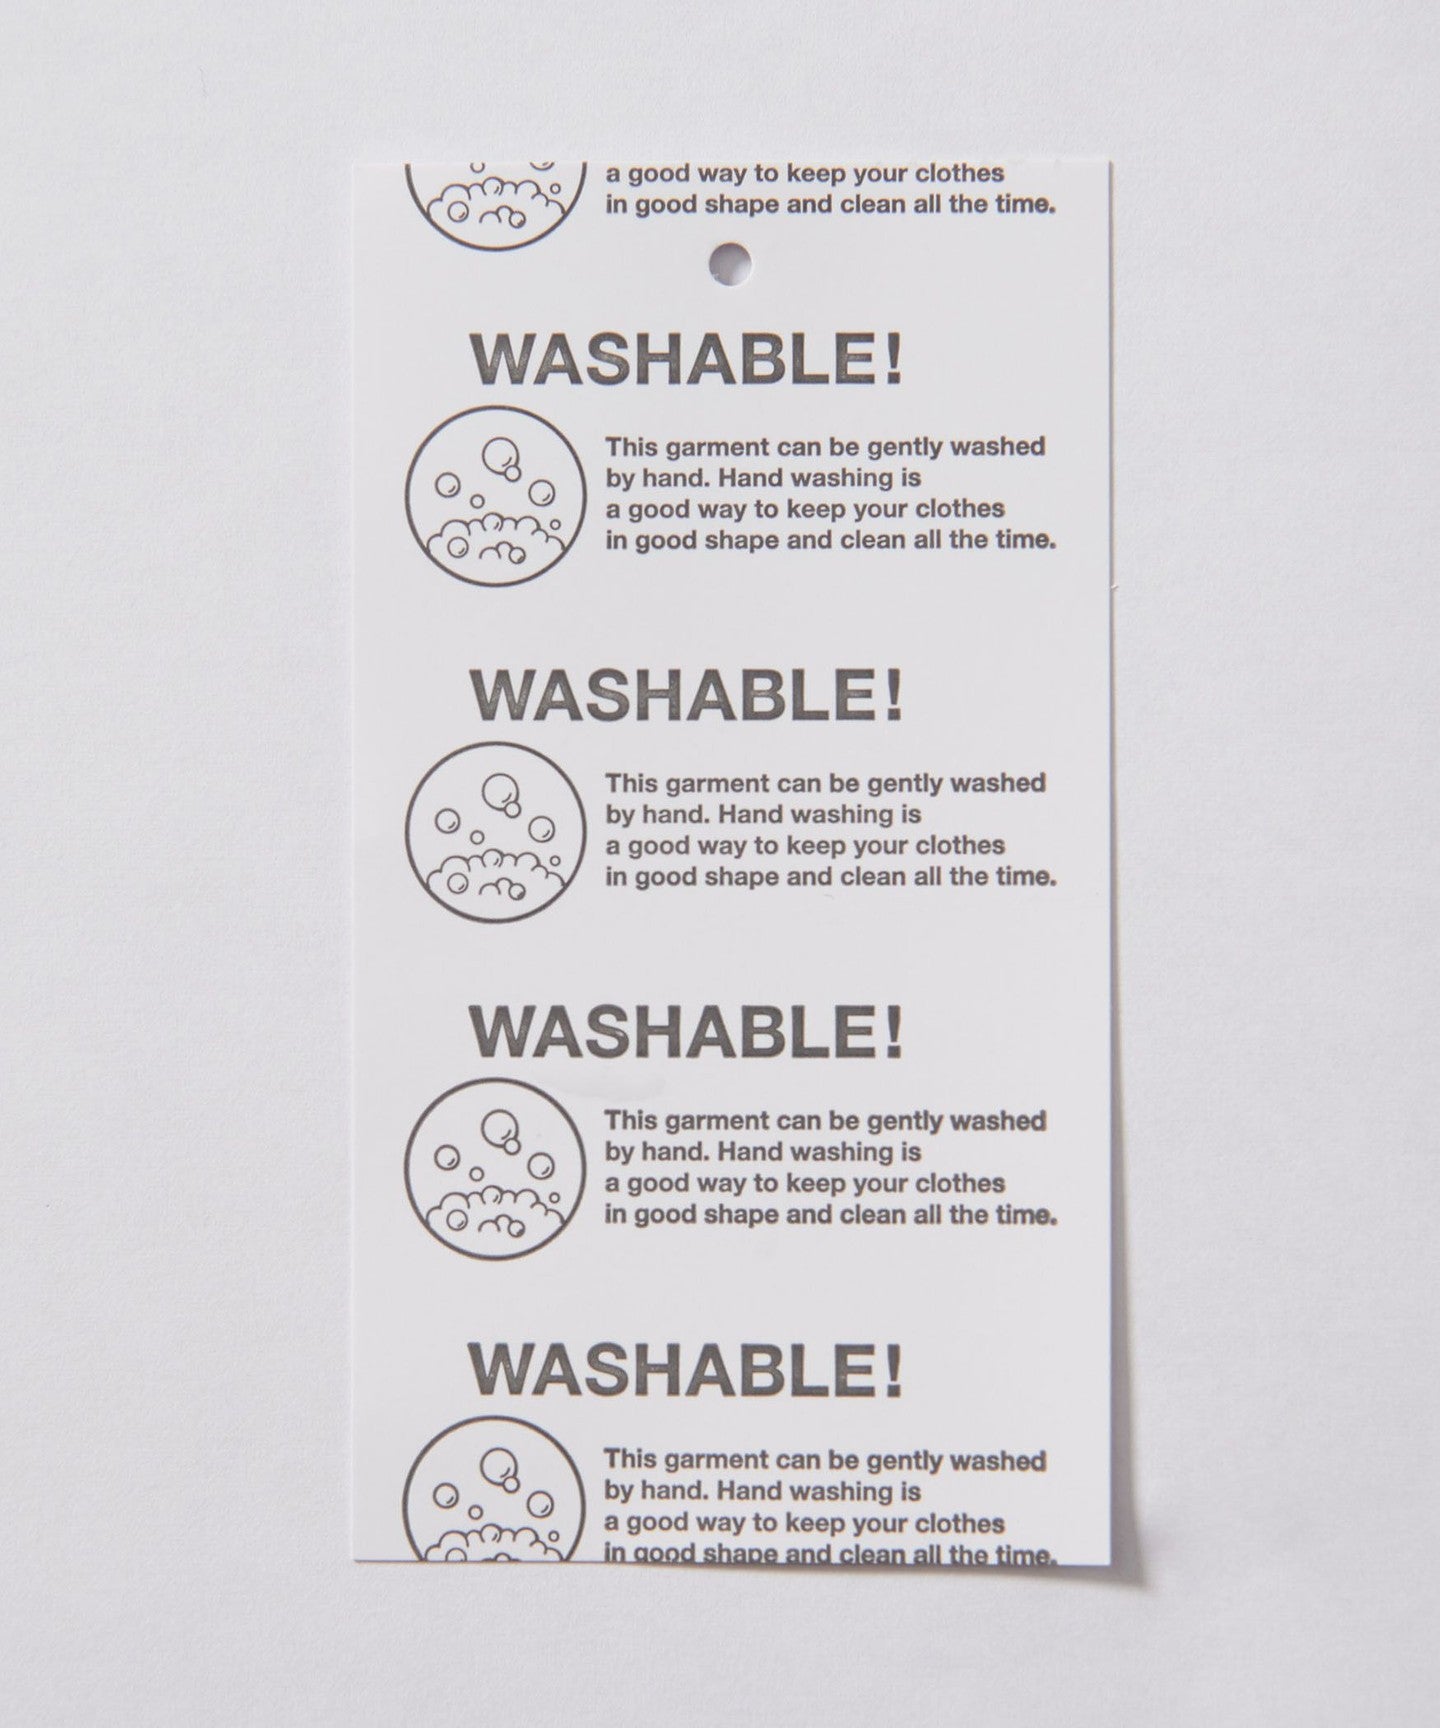 a good way to keep your clothes
in good shape and clean all the time.
WASHABLE!
This garment can be gently washed
by hand. Hand washing is
a good way to keep your clothes
in good shape and clean all the time.
WASHABLE!
This garment can be gently washed
by hand. Hand washing is
a good way to keep your clothes
in good shape and clean all the time.
WASHABLE!
This garment can be gently washed
by hand. Hand washing is
a good way to keep your clothes
in good shape and clean all the time.
WASHABLE!
This garment can be gently washed
by hand. Hand washing is
a good way to keep your clothes
in good shape and clean all the time.